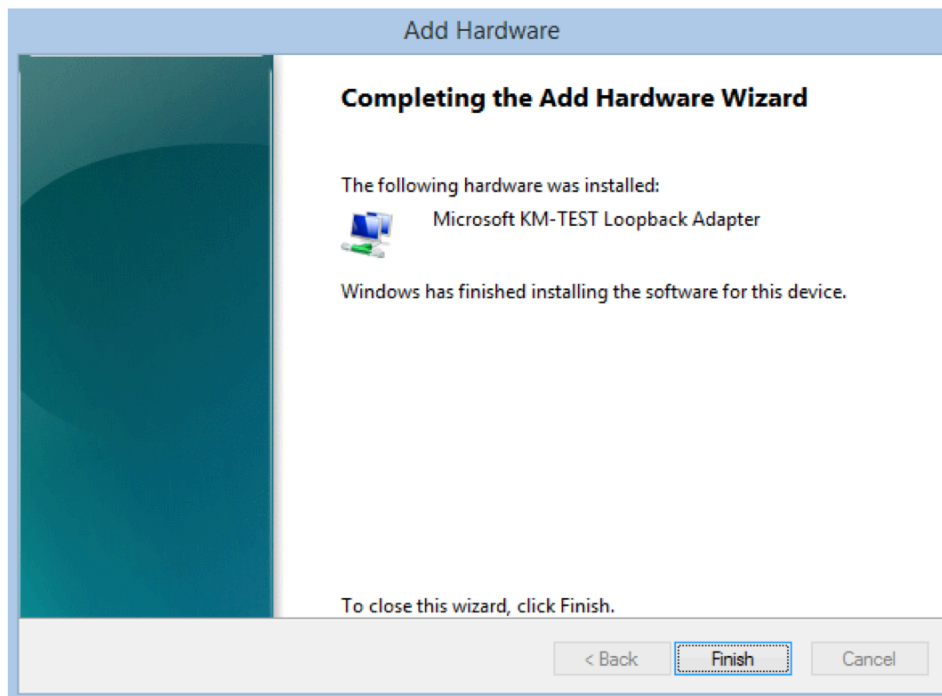 Add Hardware
Completing the Add Hardware Wizard
The following hardware was installed:
Microsoft KM-TEST Loopback Adapter
Windows has finished installing the software for this device.
To close this wizard, click Finish.
< Back Finish Cancel